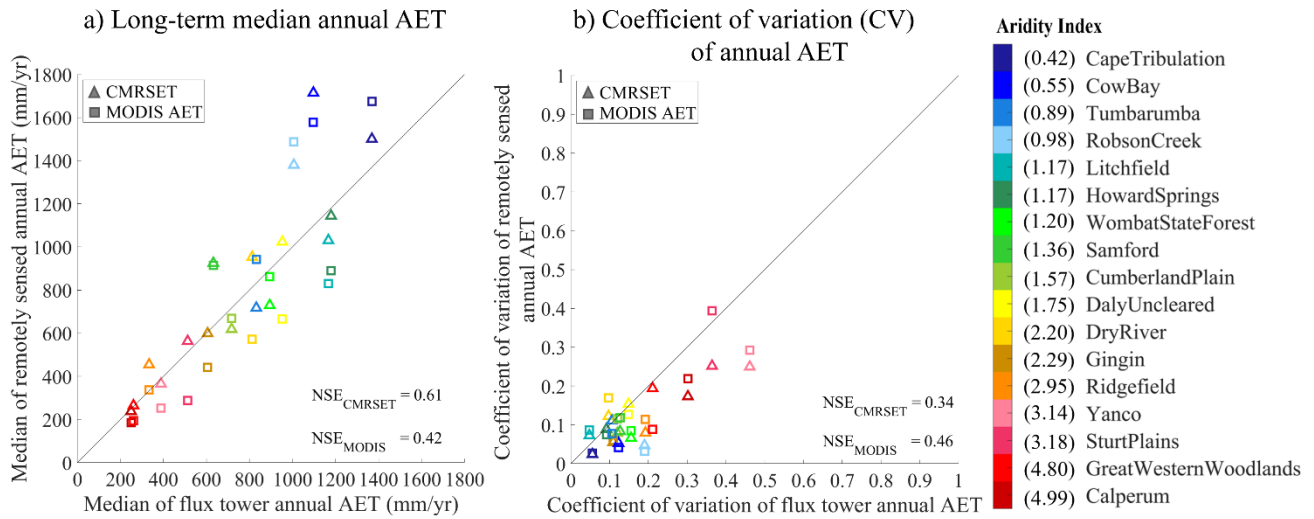 a) Long-term median annual AET
Median of remotely sensed annual AET (mm/yr)
1800
1600
1400
1200
1000
800
600
400
200
0
CMRSET
MODIS AET
NSE_CMRSET = 0.61
NSE_MODIS = 0.42
0 200 400 600 800 1000 1200 1400 1600 1800
Median of flux tower annual AET (mm/yr)
b) Coefficient of variation (CV)
of annual AET
Coefficient of variation of remotely sensed
annual AET
1
0.9
0.8
0.7
0.6
0.5
0.4
0.3
0.2
0.1
0
CMRSET
MODIS AET
NSE_CMRSET = 0.34
NSE_MODIS = 0.46
0 0.1 0.2 0.3 0.4 0.5 0.6 0.7 0.8 0.9 1
Coefficient of variation of flux tower annual AET
Aridity Index
(0.42) CapeTribulation
(0.55) CowBay
(0.89) Tumbarumba
(0.98) RobsonCreek
(1.17) Litchfield
(1.17) HowardSprings
(1.20) WombatStateForest
(1.36) Samford
(1.57) CumberlandPlain
(1.75) DalyUncleared
(2.20) DryRiver
(2.29) Gingin
(2.95) Ridgefield
(3.14) Yanco
(3.18) SturtPlains
(4.80) GreatWesternWoodlands
(4.99) Calperum